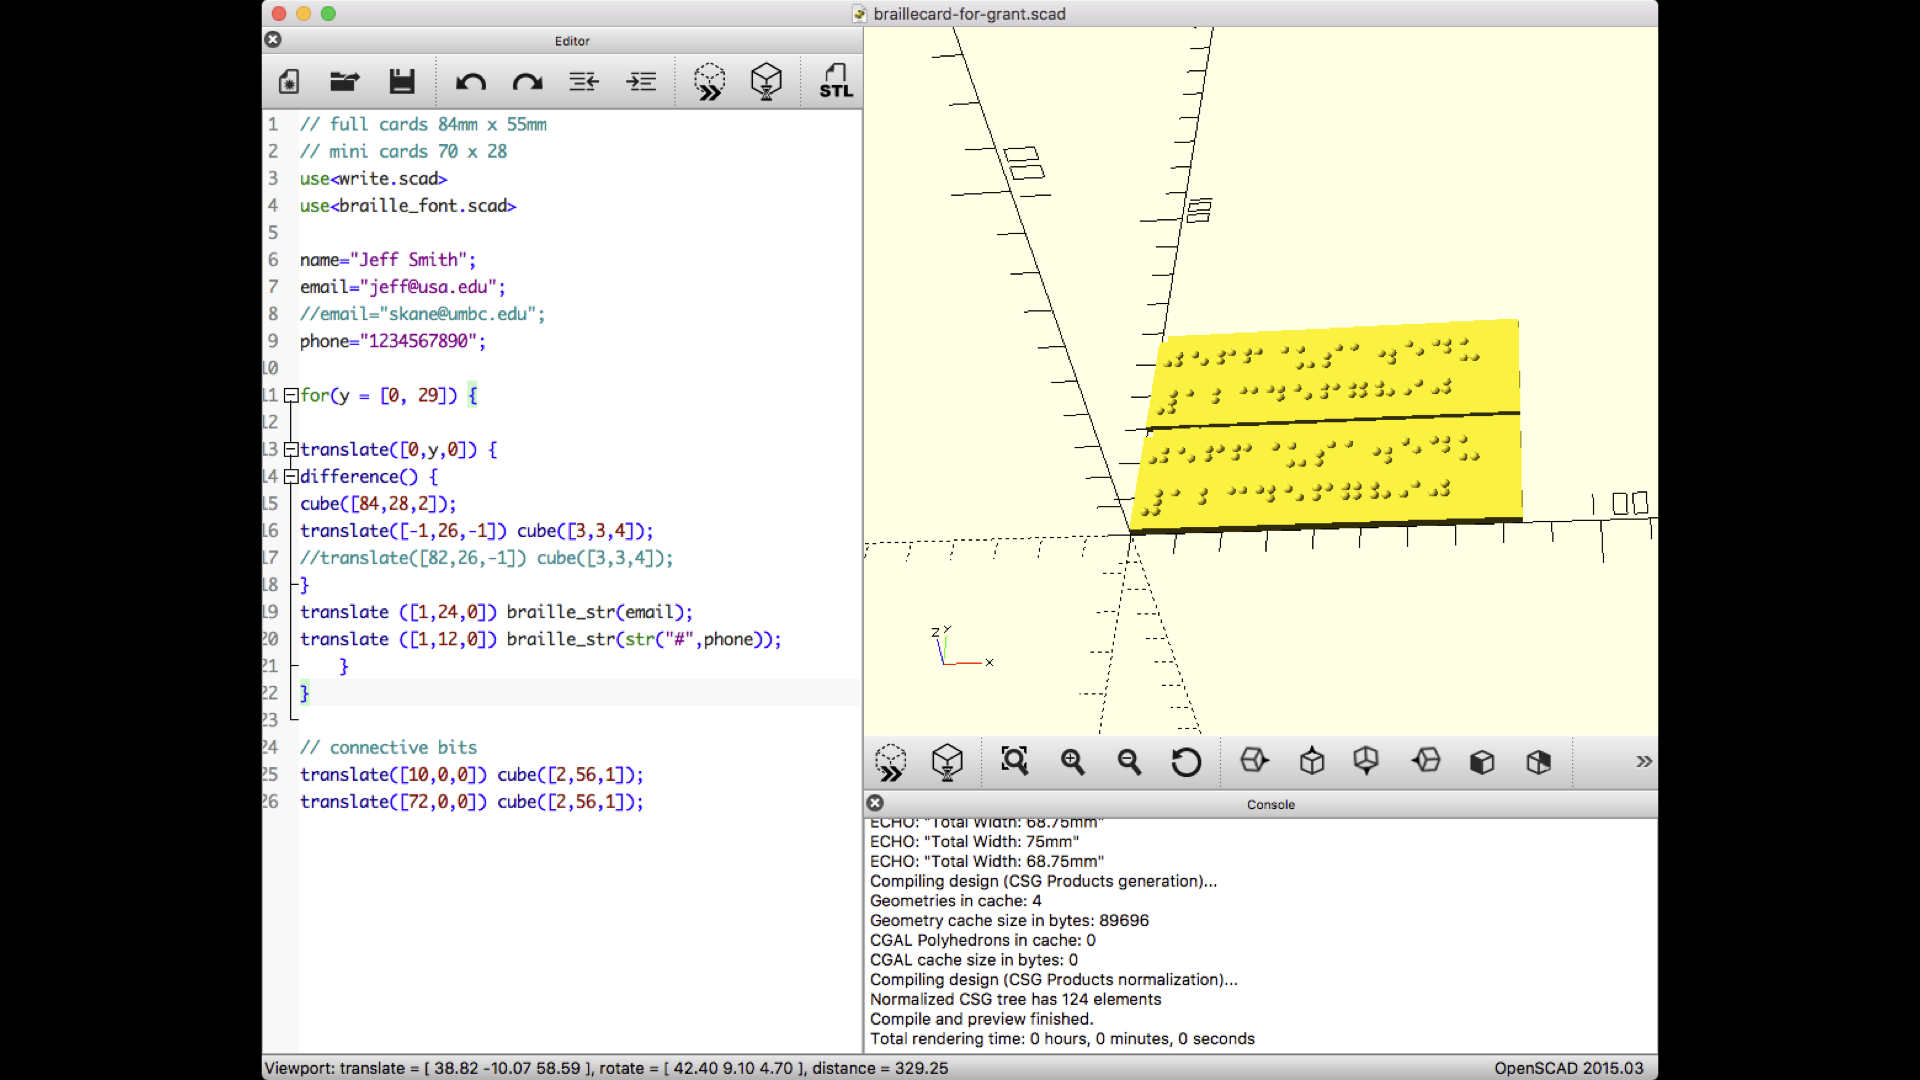 braillecard-for-grant.scad
Editor
STL
1 // full cards 84mm x 55mm
2 // mini cards 70 x 28
3 use<write.scad>
4 use<braille_font.scad>
5
6 name="Jeff Smith";
7 email="jeff@usa.edu";
8 //email="skane@umbc.edu";
9 phone="1234567890";
10
11 for(y = [0, 29]) {
12
13 translate([0,y,0]) {
14 difference() {
15 cube([84,28,2]);
16 translate([-1,26,-1]) cube([3,3,4]);
17 //translate([82,26,-1]) cube([3,3,4]);
18 }
19 translate ([1,24,0]) braille_str(email);
20 translate ([1,12,0]) braille_str(str("#",phone));
21 }
22 }
23
24 // connective bits
25 translate([10,0,0]) cube([2,56,1]);
26 translate([72,0,0]) cube([2,56,1]);
100
100
100
Z Y
X
»
Console
ECHO: "Total Width: 68.75mm"
ECHO: "Total Width: 75mm"
ECHO: "Total Width: 68.75mm"
Compiling design (CSG Products generation)...
Geometries in cache: 4
Geometry cache size in bytes: 89696
CGAL Polyhedrons in cache: 0
CGAL cache size in bytes: 0
Compiling design (CSG Products normalization)...
Normalized CSG tree has 124 elements
Compile and preview finished.
Total rendering time: 0 hours, 0 minutes, 0 seconds
Viewport: translate = [ 38.82 -10.07 58.59 ], rotate = [ 42.40 9.10 4.70 ], distance = 329.25
OpenSCAD 2015.03